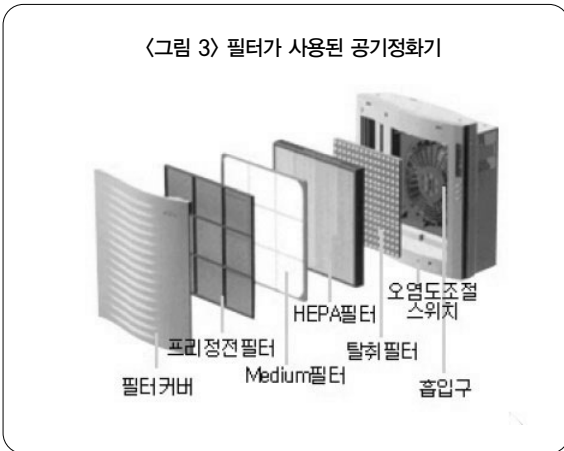 〈그림 3〉 필터가 사용된 공기정화기
오염도조절
스위치
HEPA필터
프리정전필터
탈취필터
Medium필터
필터커버
흡입구